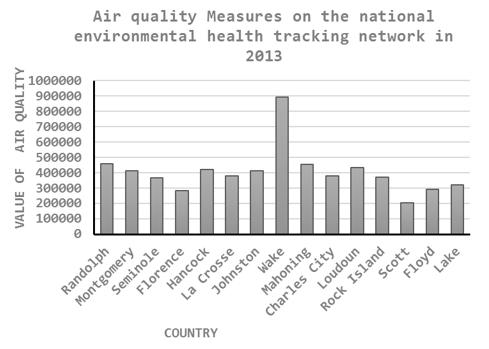 Air quality Measures on the national
environmental health tracking network in
2013
VALUE OF AIR QUALITY
1000000
900000
800000
700000
600000
500000
400000
300000
200000
100000
0
Randolph
Montgomery
Seminole
Florence
Hancock
La Crosse
Johnston
Wake
Mahoning
Charles City
Loudoun
Rock Island
Scott
Floyd
Lake
COUNTRY